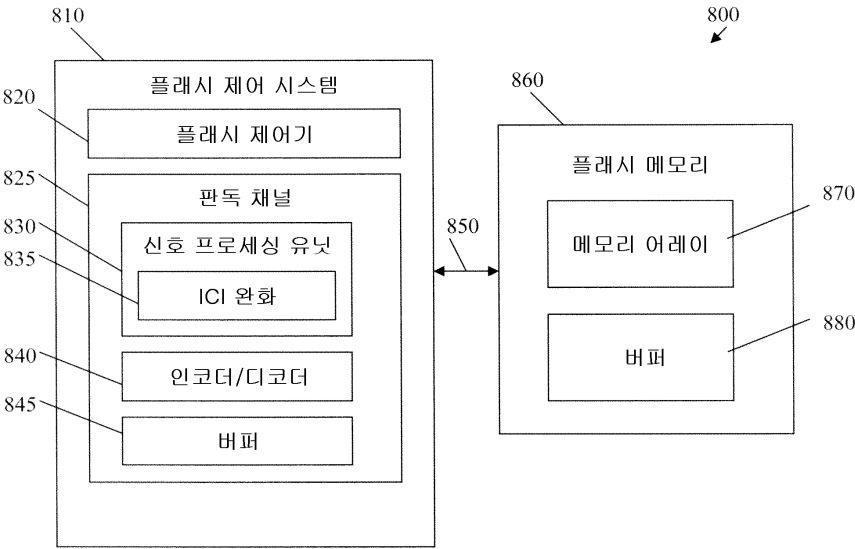 800
810
플래시 제어 시스템
820
플래시 제어기
825
판독 채널
830
신호 프로세싱 유닛
835
ICI 완화
840
인코더/디코더
845
버퍼
850
860
플래시 메모리
870
메모리 어레이
880
버퍼